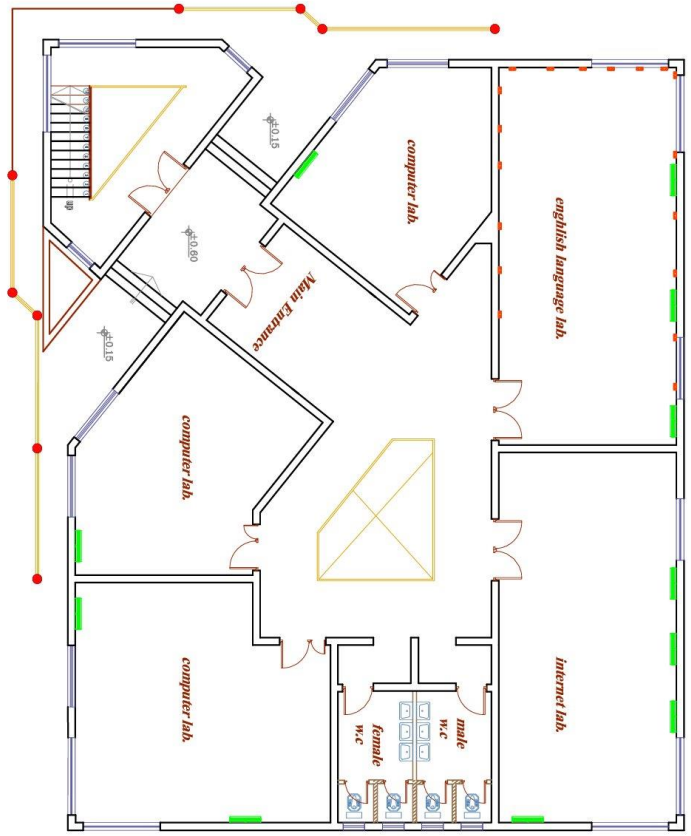 ±0.15
computer lab.
enghlish language lab.
±0.60
Main Entrance
±0.15
computer lab.
computer lab.
internet lab.
female
w.c
male
w.c